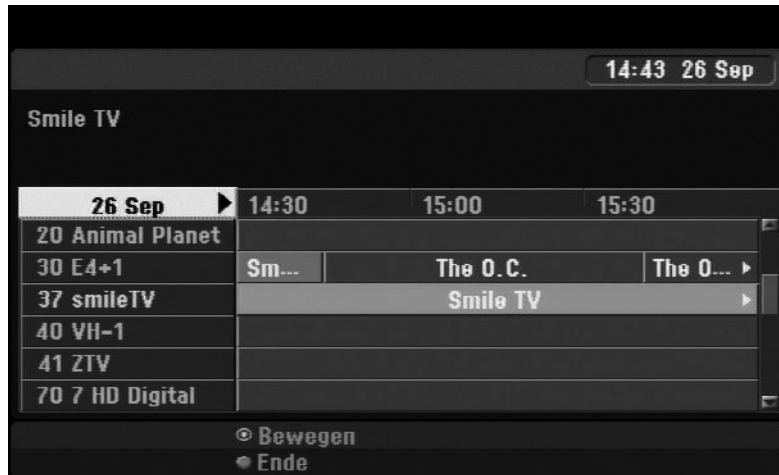 14:43 26 Sep
Smile TV
26 Sep 14:30 15:00 15:30
20 Animal Planet
30 E4+1 Sm... The O.C. The O...
37 smileTV Smile TV
40 VH-1
41 ZTV
70 7 HD Digital
Bewegen
Ende